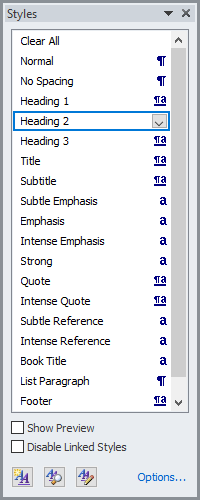 Styles
Clear All
Normal ¶
No Spacing ¶
Heading 1 ¶a
Heading 2
Heading 3 ¶a
Title ¶a
Subtitle ¶a
Subtle Emphasis a
Emphasis a
Intense Emphasis a
Strong a
Quote ¶a
Intense Quote ¶a
Subtle Reference a
Intense Reference a
Book Title a
List Paragraph ¶
Footer ¶a
Show Preview
Disable Linked Styles
Options...